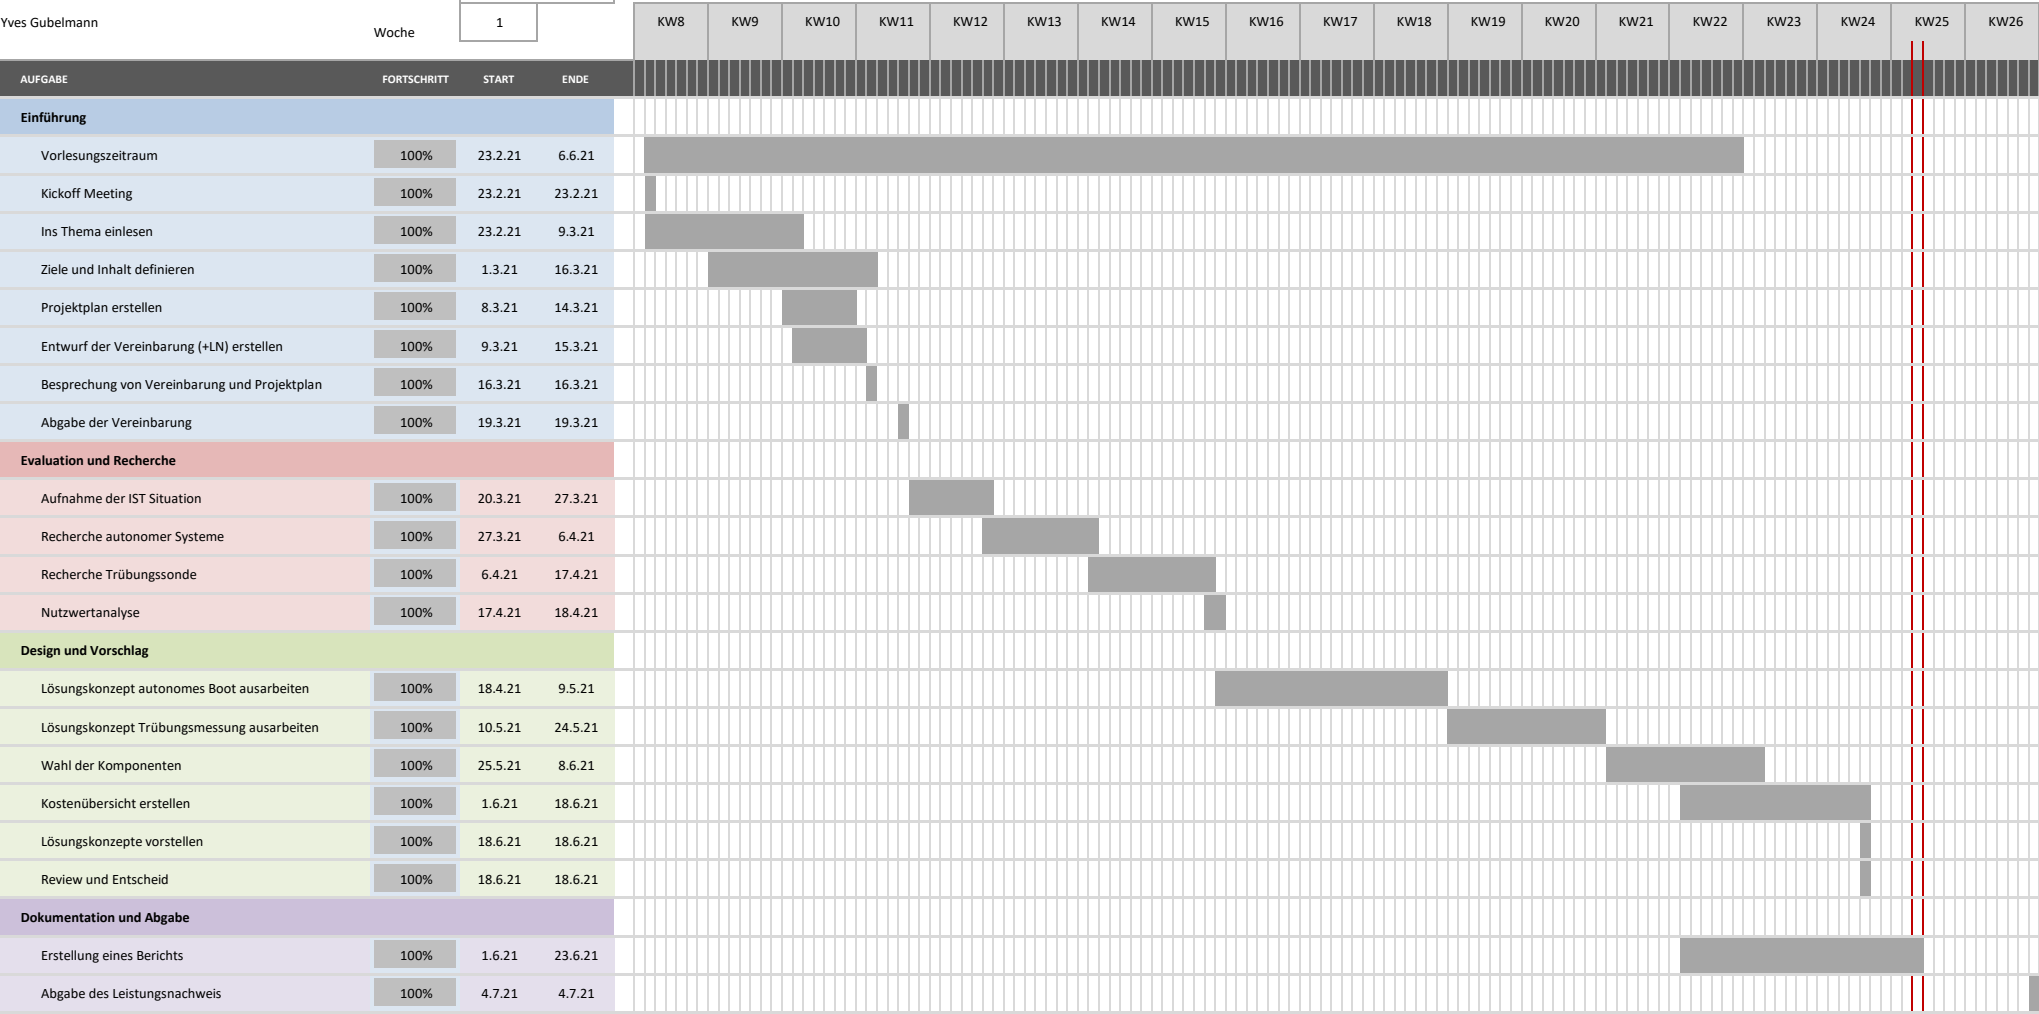 Yves Gubelmann
Woche 1
KW8 KW9 KW10 KW11 KW12 KW13 KW14 KW15 KW16 KW17 KW18 KW19 KW20 KW21 KW22 KW23 KW24 KW25 KW26
AUFGABE FORTSCHRITT START ENDE
Einführung
Vorlesungszeitraum 100% 23.2.21 6.6.21
Kickoff Meeting 100% 23.2.21 23.2.21
Ins Thema einlesen 100% 23.2.21 9.3.21
Ziele und Inhalt definieren 100% 1.3.21 16.3.21
Projektplan erstellen 100% 8.3.21 14.3.21
Entwurf der Vereinbarung (+LN) erstellen 100% 9.3.21 15.3.21
Besprechung von Vereinbarung und Projektplan 100% 16.3.21 16.3.21
Abgabe der Vereinbarung 100% 19.3.21 19.3.21
Evaluation und Recherche
Aufnahme der IST Situation 100% 20.3.21 27.3.21
Recherche autonomer Systeme 100% 27.3.21 6.4.21
Recherche Trübungssonde 100% 6.4.21 17.4.21
Nutzwertanalyse 100% 17.4.21 18.4.21
Design und Vorschlag
Lösungskonzept autonomes Boot ausarbeiten 100% 18.4.21 9.5.21
Lösungskonzept Trübungsmessung ausarbeiten 100% 10.5.21 24.5.21
Wahl der Komponenten 100% 25.5.21 8.6.21
Kostenübersicht erstellen 100% 1.6.21 18.6.21
Lösungskonzepte vorstellen 100% 18.6.21 18.6.21
Review und Entscheid 100% 18.6.21 18.6.21
Dokumentation und Abgabe
Erstellung eines Berichts 100% 1.6.21 23.6.21
Abgabe des Leistungsnachweis 100% 4.7.21 4.7.21